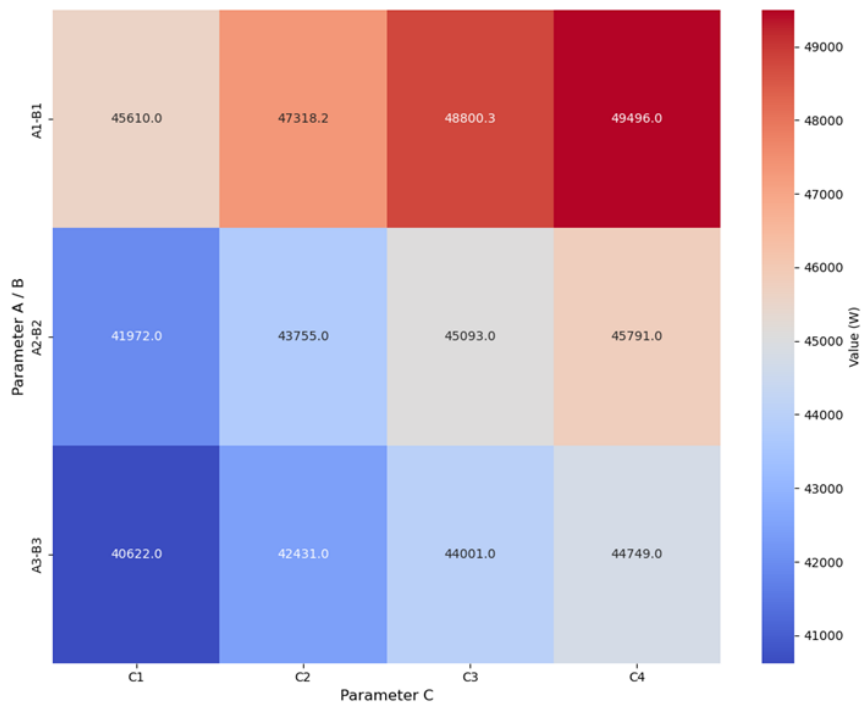 A1-B1
45610.0 47318.2 48800.3 49496.0
A2-B2
41972.0 43755.0 45093.0 45791.0
A3-B3
40622.0 42431.0 44001.0 44749.0
C1 C2 C3 C4
Parameter C
Parameter A / B
49000
48000
47000
46000
45000
44000
43000
42000
41000
Value (W)